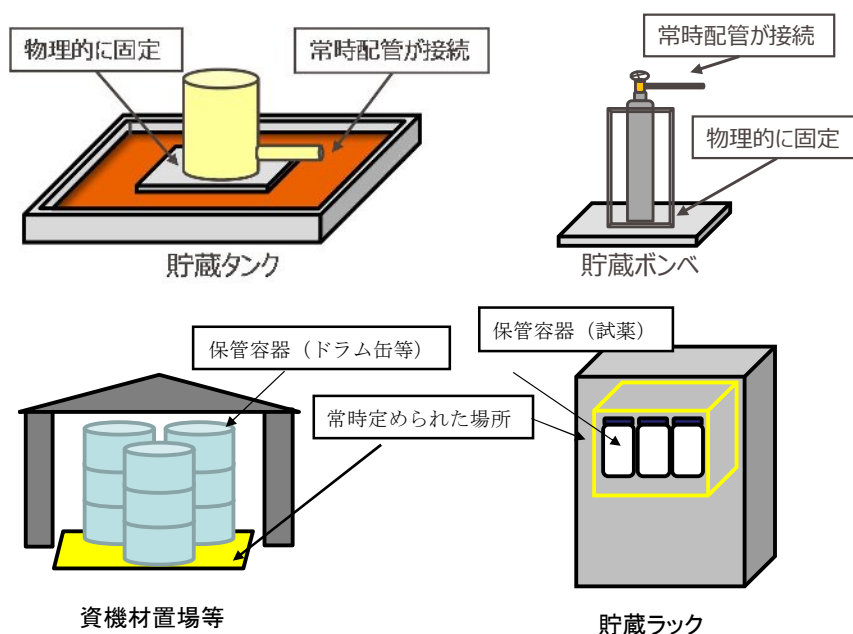 物理的に固定
常時配管が接続
常時配管が接続
物理的に固定
貯蔵タンク
貯蔵ボンベ
保管容器（ドラム缶等）
保管容器（試薬）
常時定められた場所
資機材置場等
貯蔵ラック